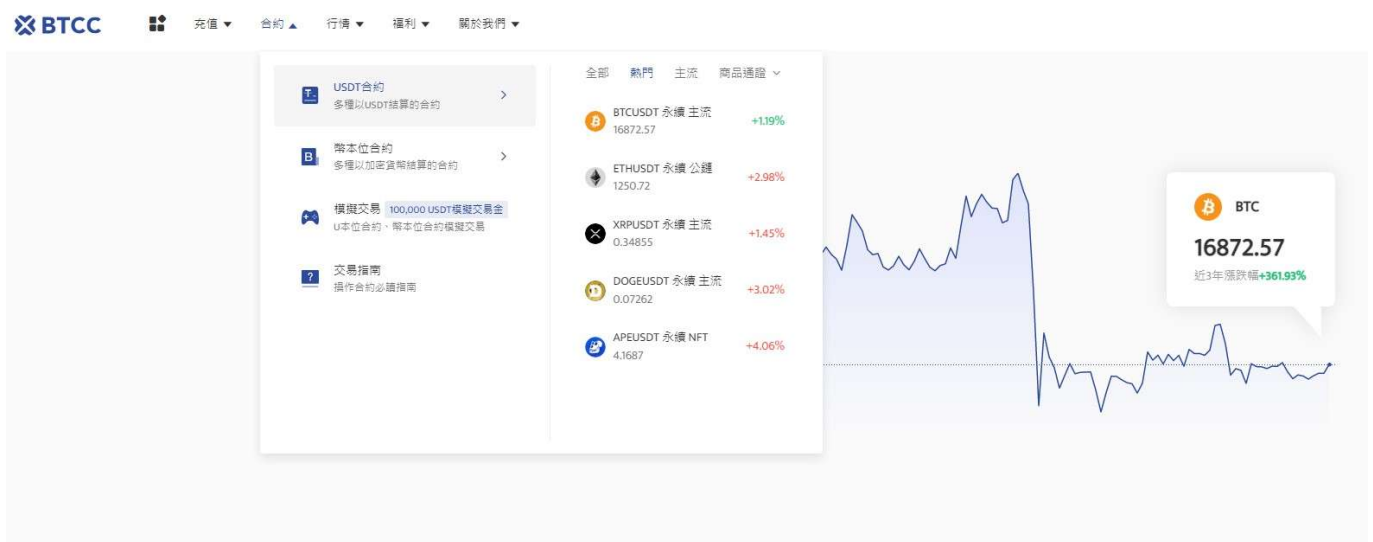 BTCC
充值 ▼
合約 ▲
行情 ▼
福利 ▼
關於我們 ▼
USDT合約
多種以USDT結算的合約
幣本位合約
多種以加密貨幣結算的合約
模擬交易 100,000 USDT模擬交易金
U本位合約、幣本位合約模擬交易
交易指南
操作合約必讀指南
全部 熱門 主流 商品通證
BTCUSDT 永續 主流
16872.57
+1.19%
ETHUSDT 永續 公鏈
1250.72
+2.98%
XRPUSDT 永續 主流
0.34855
+1.45%
DOGEUSDT 永續 主流
0.07262
+3.02%
APEUSDT 永續 NFT
4.1687
+4.06%
BTC
16872.57
近3年漲跌幅+361.93%